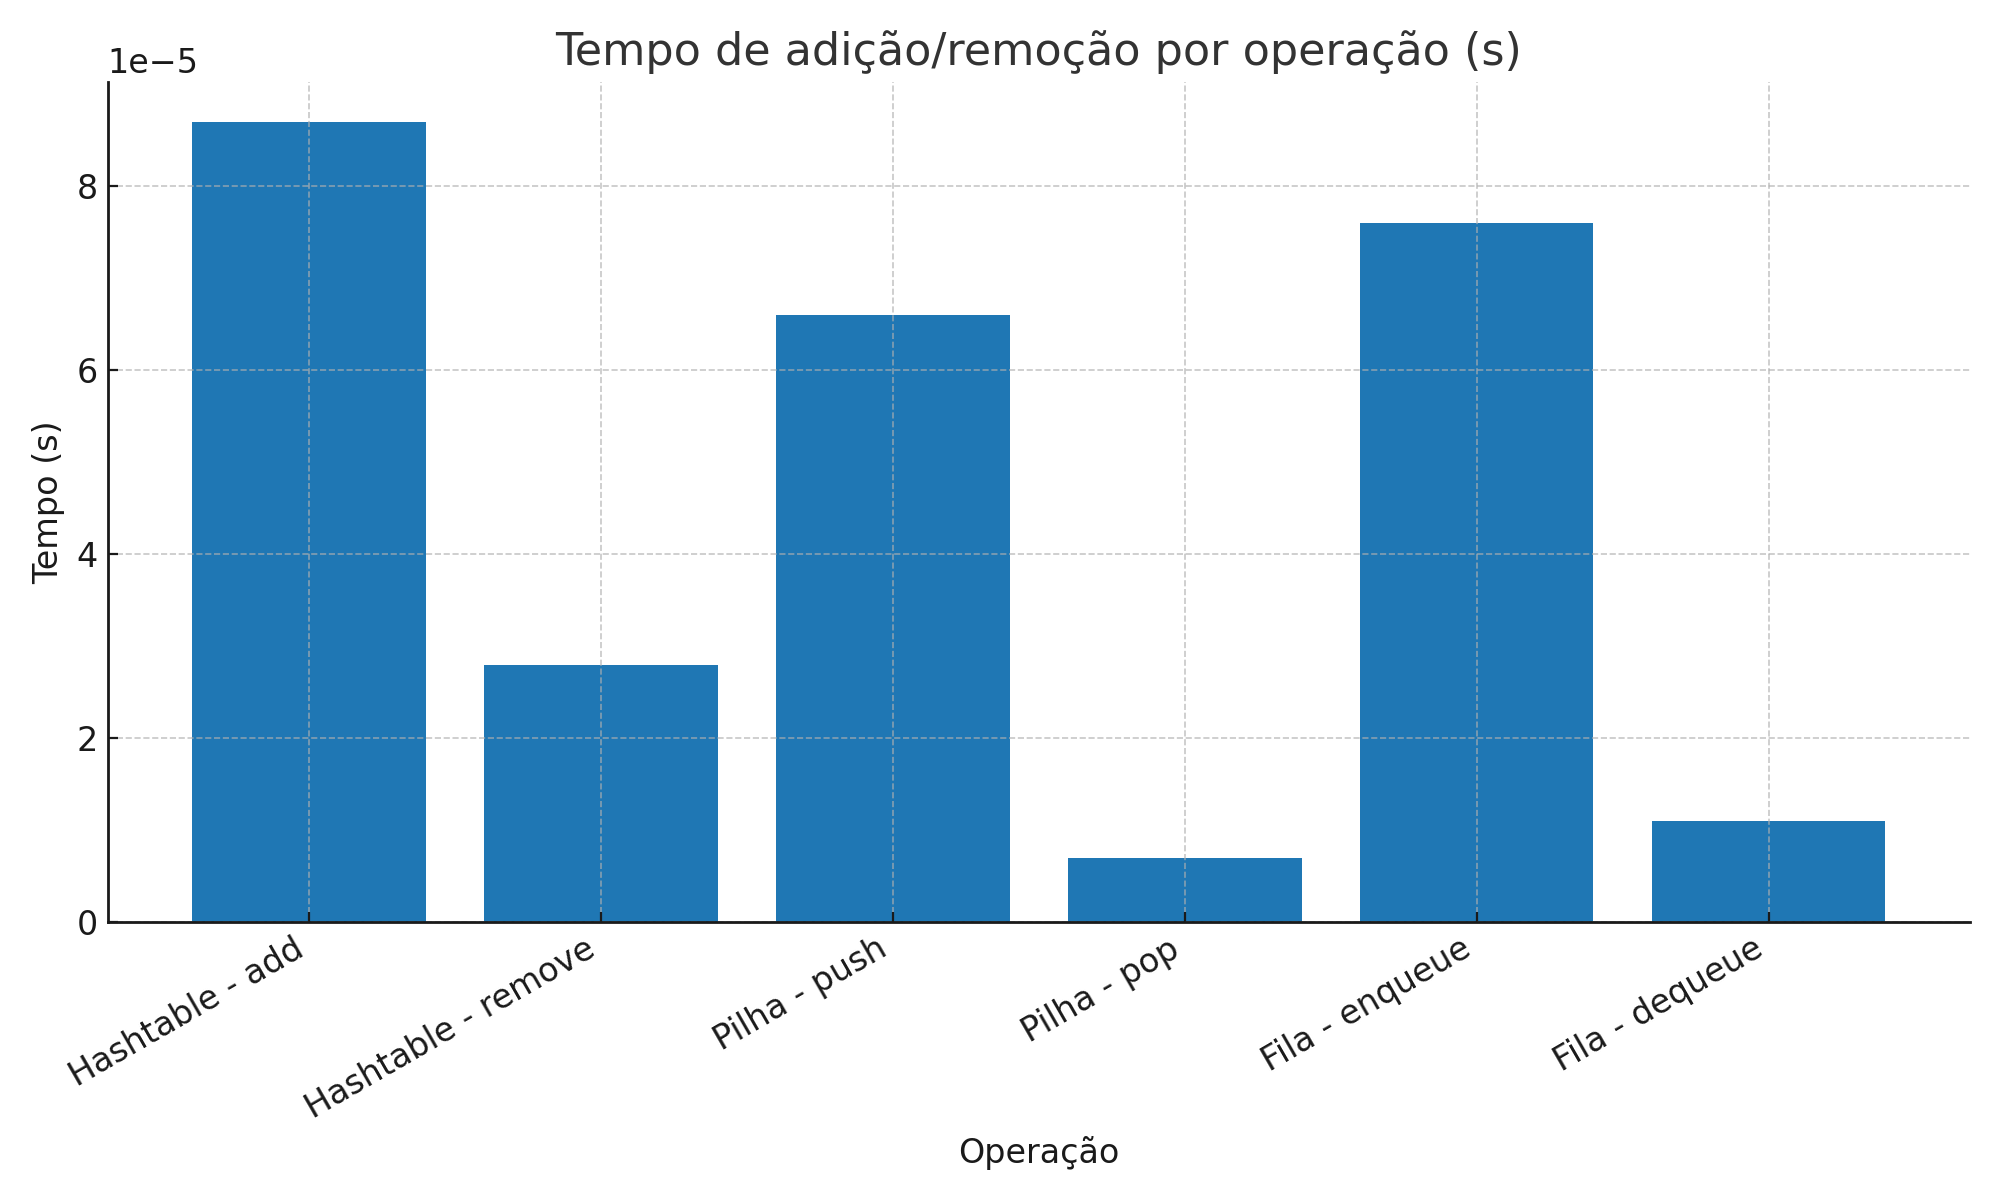 Tempo de adição/remoção por operação (s)
1e−5
8
6
4
2
0
Tempo (s)
Hashtable - add
Hashtable - remove
Pilha - push
Pilha - pop
Fila - enqueue
Fila - dequeue
Operação